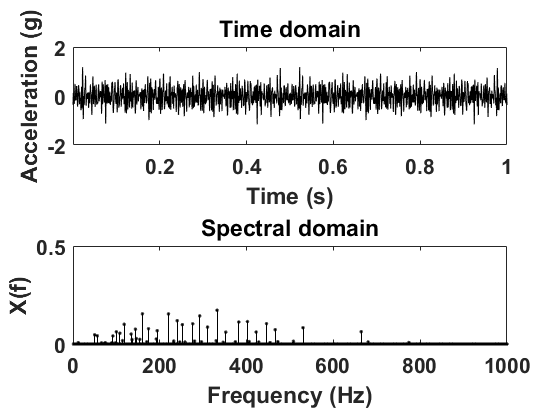 Time domain
Acceleration (g)
2
0
-2
0.2 0.4 0.6 0.8 1
Time (s)
Spectral domain
X(f)
0.5
0
0 200 400 600 800 1000
Frequency (Hz)